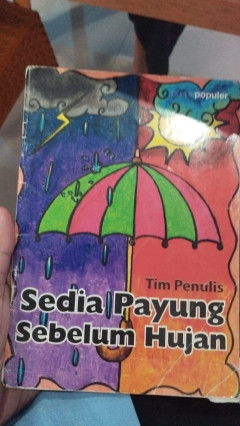 populer
Tim Penulis
Sedia Payung
Sebelum Hujan